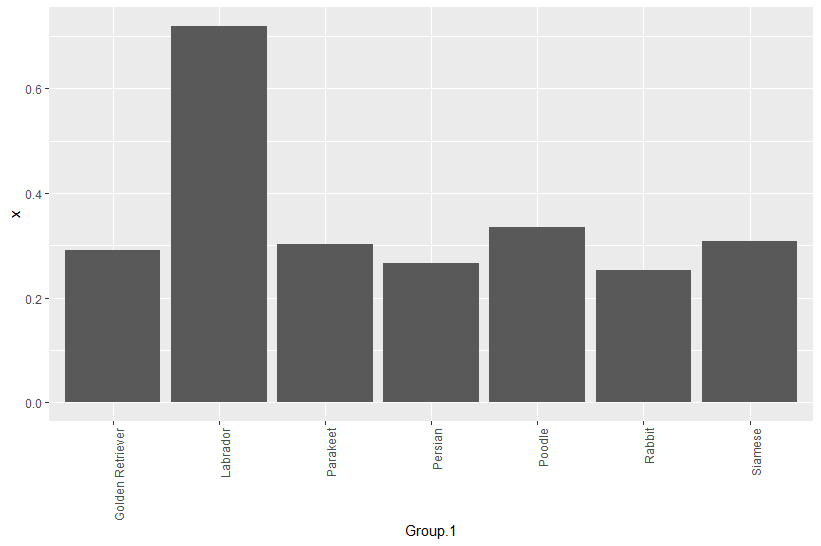 0.6
0.4
x
0.2
0.0
Golden Retriever
Labrador
Parakeet
Persian
Poodle
Rabbit
Siamese
Group.1